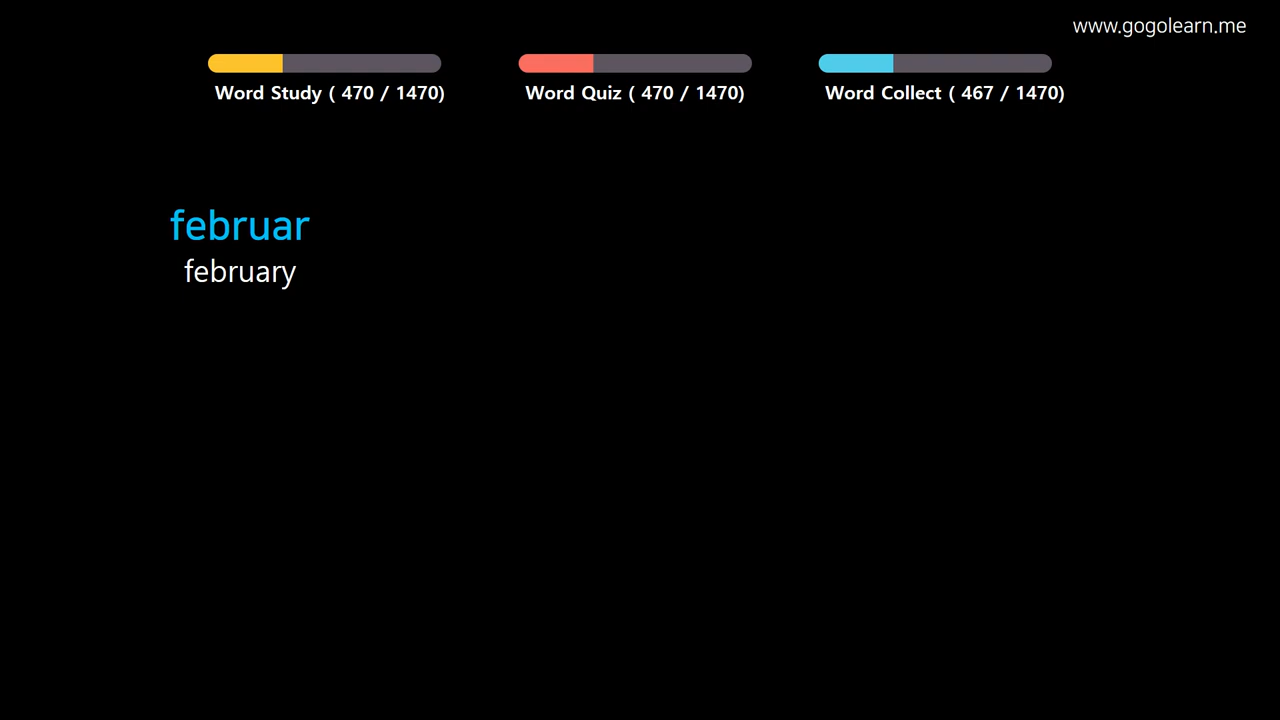 www.gogolearn.me
Word Study ( 470 / 1470)
Word Quiz ( 470 / 1470)
Word Collect ( 467 / 1470)
februar
february